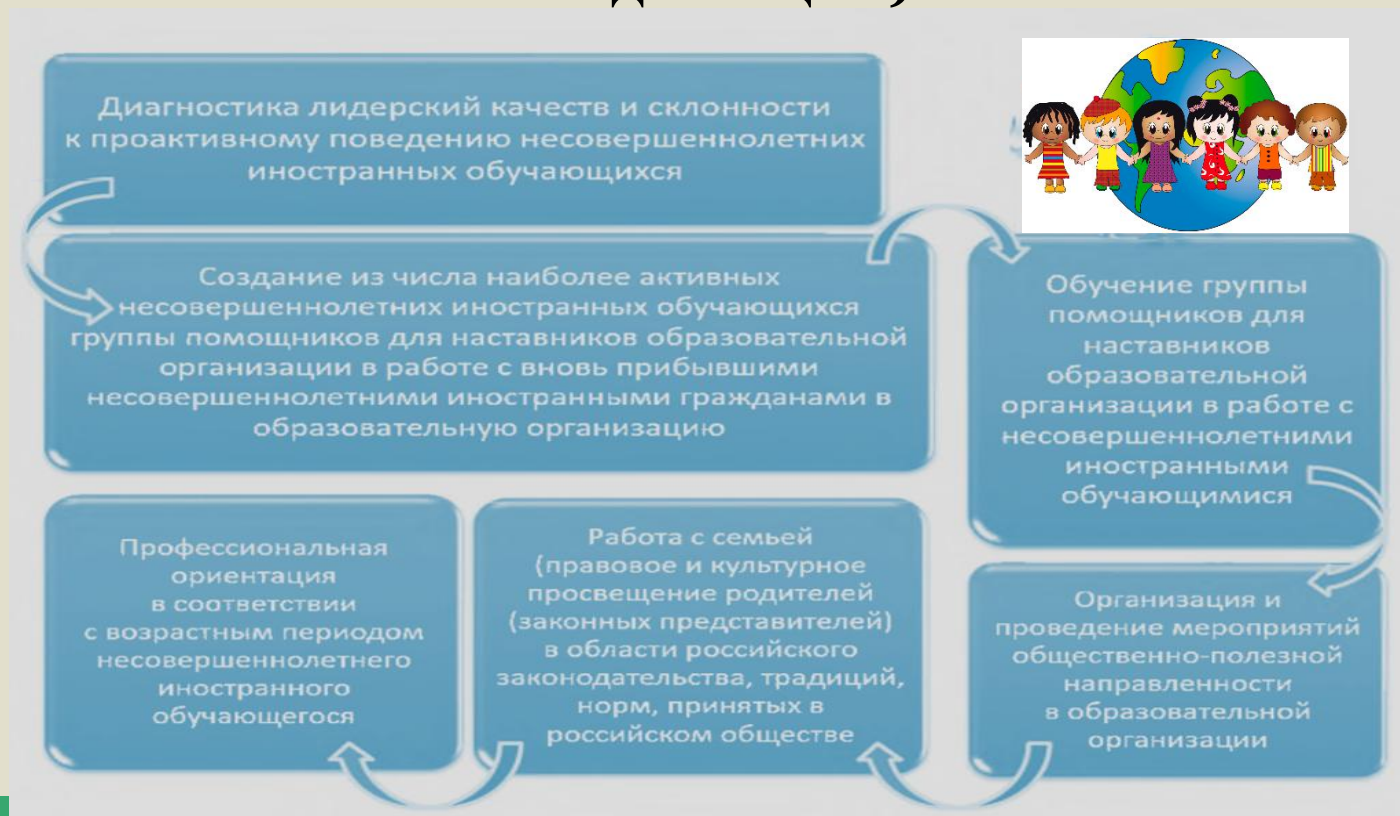 Диагностика лидерский качеств и склонности
к проактивному поведению несовершеннолетних
иностранных обучающихся
Создание из числа наиболее активных
несовершеннолетних иностранных обучающихся
группы помощников для наставников образовательной
организации в работе с вновь прибывшими
несовершеннолетними иностранными гражданами в
образовательную организацию
Обучение группы
помощников для
наставников
образовательной
организации в работе с
несовершеннолетними
иностранными
обучающимися
Организация и
проведение мероприятий
общественно-полезной
направленности
в образовательной
организации
Работа с семьей
(правовое и культурное
просвещение родителей
(законных представителей)
в области российского
законодательства, традиций,
норм, принятых в
российском обществе
Профессиональная
ориентация
в соответствии
с возрастным периодом
несовершеннолетнего
иностранного
обучающегося